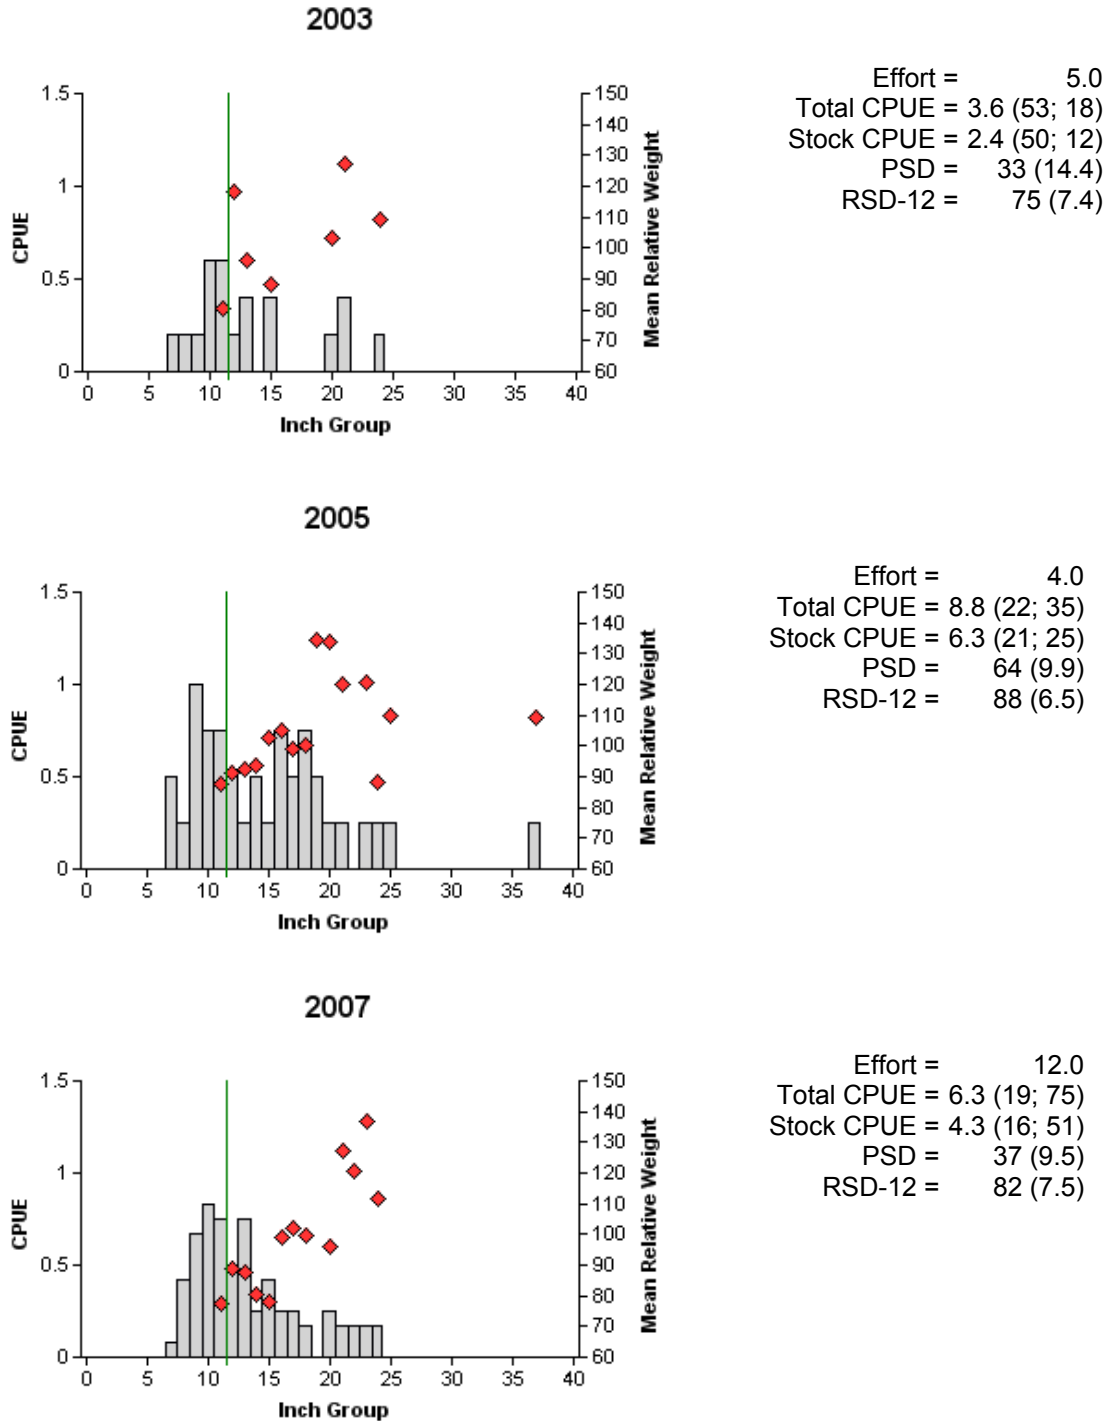 2003
Effort = 5.0
Total CPUE = 3.6 (53; 18)
Stock CPUE = 2.4 (50; 12)
PSD = 33 (14.4)
RSD-12 = 75 (7.4)
CPUE
1.5
1
0.5
0
150
140
130
120
110
100
90
80
70
60
Mean Relative Weight
0 5 10 15 20 25 30 35 40
Inch Group
2005
Effort = 4.0
Total CPUE = 8.8 (22; 35)
Stock CPUE = 6.3 (21; 25)
PSD = 64 (9.9)
RSD-12 = 88 (6.5)
CPUE
1.5
1
0.5
0
150
140
130
120
110
100
90
80
70
60
Mean Relative Weight
0 5 10 15 20 25 30 35 40
Inch Group
2007
Effort = 12.0
Total CPUE = 6.3 (19; 75)
Stock CPUE = 4.3 (16; 51)
PSD = 37 (9.5)
RSD-12 = 82 (7.5)
CPUE
1.5
1
0.5
0
150
140
130
120
110
100
90
80
70
60
Mean Relative Weight
0 5 10 15 20 25 30 35 40
Inch Group